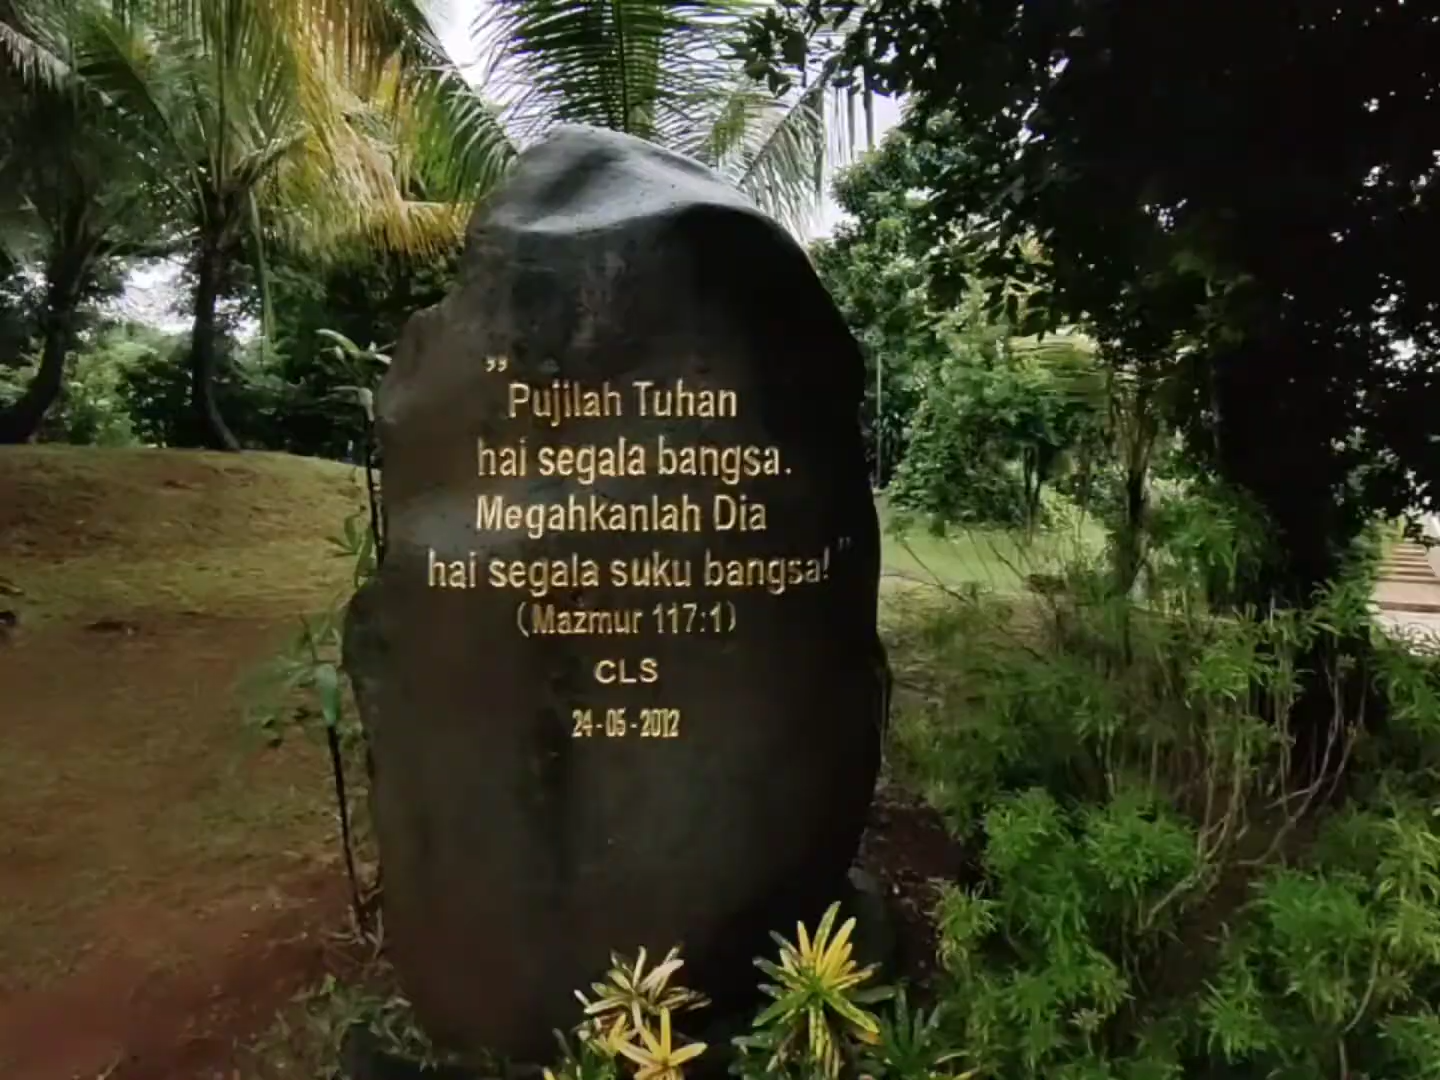 ”Pujilah Tuhan
hai segala bangsa.
Megahkanlah Dia
hai segala suku bangsa!”
(Mazmur 117:1)
CLS
24-05-2012